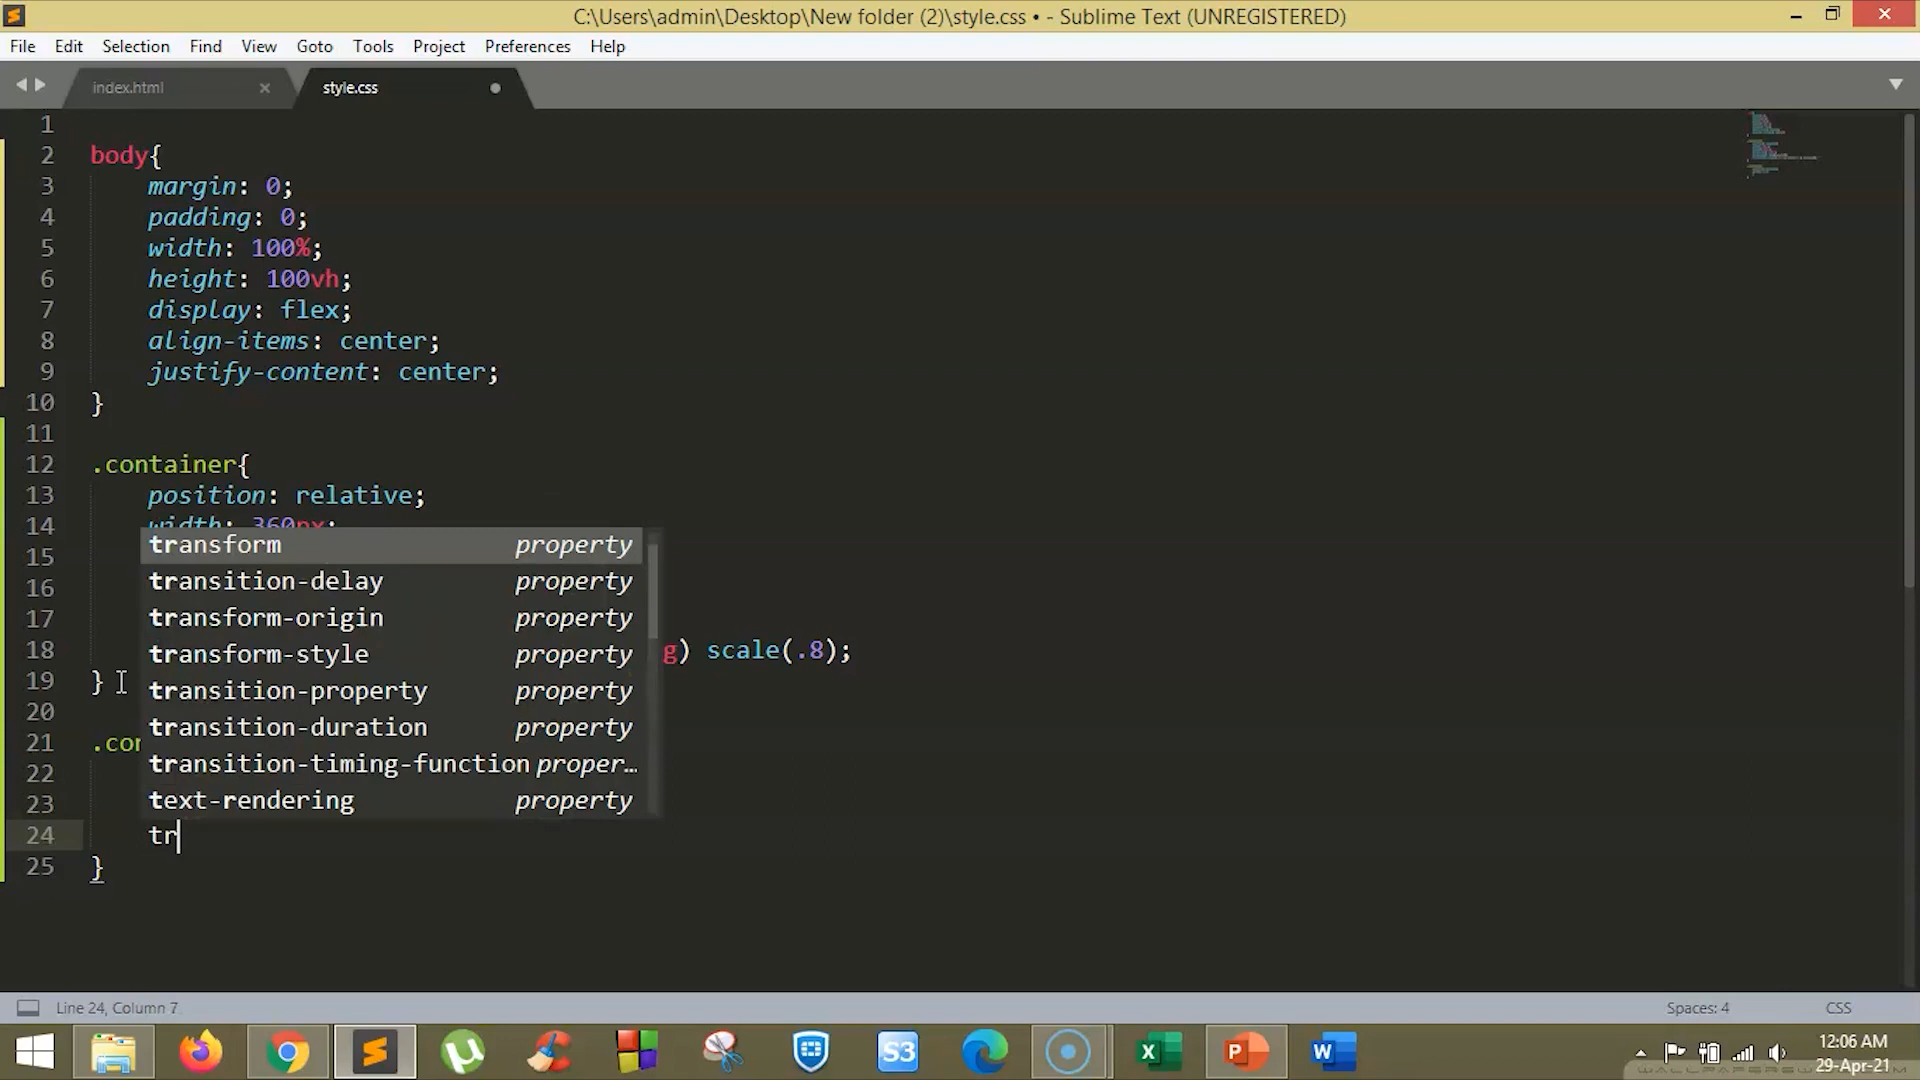 C:\Users\admin\Desktop\New folder (2)\style.css • - Sublime Text (UNREGISTERED)
File Edit Selection Find View Goto Tools Project Preferences Help
index.html × style.css
1
2 body{
3 margin: 0;
4 padding: 0;
5 width: 100%;
6 height: 100vh;
7 display: flex;
8 align-items: center;
9 justify-content: center;
10 }
11
12 .container{
13 position: relative;
14 width: 360px;
transform property
15
transition-delay property
16
transform-origin property
17
18 g) scale(.8);
transform-style property
19 }
transition-property property
20
transition-duration property
21 .con
22
transition-timing-function proper…
23
text-rendering property
24 tr
25 }
Line 24, Column 7 Spaces: 4 CSS
S3 X P W
12:06 AM
29-Apr-21